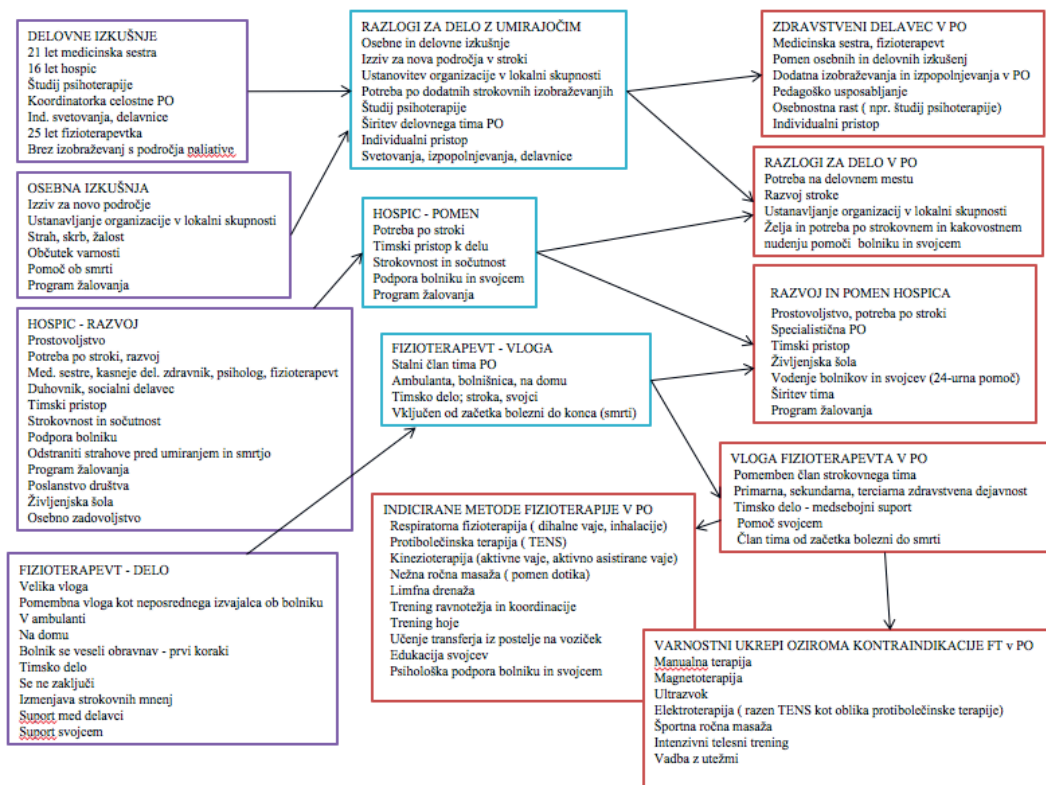 DELOVNE IZKUŠNJE
21 let medicinska sestra
16 let hospic
Študij psihoterapije
Koordinatorka celostne PO
Ind. svetovanja, delavnice
25 let fizioterapevtka
Brez izobraževanj s področja paliative
OSEBNA IZKUŠNJA
Izziv za novo področje
Ustanavljanje organizacije v lokalni skupnosti
Strah, skrb, žalost
Občutek varnosti
Pomoč ob smrti
Program žalovanja
HOSPIC - RAZVOJ
Prostovoljstvo
Potreba po stroki, razvoj
Med. sestre, kasneje del. zdravnik, psiholog, fizioterapevt
Duhovnik, socialni delavec
Timski pristop
Strokovnost in sočutnost
Podpora bolniku
Odstraniti strahove pred umiranjem in smrtjo
Program žalovanja
Poslanstvo društva
Življenjska šola
Osebno zadovoljstvo
FIZIOTERAPEVT - DELO
Velika vloga
Pomembna vloga kot neposrednega izvajalca ob bolniku
V ambulanti
Na domu
Bolnik se veseli obravnav - prvi koraki
Timsko delo
Se ne zaključi
Izmenjava strokovnih mnenj
Suport med delavci
Suport svojcem
RAZLOGI ZA DELO Z UMIRAJOČIM
Osebne in delovne izkušnje
Izziv za nova področja v stroki
Ustanovitev organizacije v lokalni skupnosti
Potreba po dodatnih strokovnih izobraževanjih
Študij psihoterapije
Širitev delovnega tima PO
Individualni pristop
Svetovanja, izpopolnjevanja, delavnice
HOSPIC - POMEN
Potreba po stroki
Timski pristop k delu
Strokovnost in sočutnost
Podpora bolniku in svojcem
Program žalovanja
FIZIOTERAPEVT - VLOGA
Stalni član tima PO
Ambulanta, bolnišnica, na domu
Timsko delo; stroka, svojci
Vključen od začetka bolezni do konca (smrti)
INDICIRANE METODE FIZIOTERAPIJE V PO
Respiratorna fizioterapija ( dihalne vaje, inhalacije)
Protibolečinska terapija ( TENS)
Kinezioterapija (aktivne vaje, aktivno asistirane vaje)
Nežna ročna masaža ( pomen dotika)
Limfna drenaža
Trening ravnotežja in koordinacije
Trening hoje
Učenje transferja iz postelje na voziček
Edukacija svojcev
Psihološka podpora bolniku in svojcem
ZDRAVSTVENI DELAVEC V PO
Medicinska sestra, fizioterapevt
Pomen osebnih in delovnih izkušenj
Dodatna izobraževanja in izpopolnjevanja v PO
Pedagoško usposabljanje
Osebnostna rast ( npr. študij psihoterapije)
Individualni pristop
RAZLOGI ZA DELO V PO
Potreba na delovnem mestu
Razvoj stroke
Ustanavljanje organizacij v lokalni skupnosti
Želja in potreba po strokovnem in kakovostnem
nudenju pomoči bolniku in svojcem
RAZVOJ IN POMEN HOSPICA
Prostovoljstvo, potreba po stroki
Specialistična PO
Timski pristop
Življenjska šola
Vodenje bolnikov in svojcev (24-urna pomoč)
Širitev tima
Program žalovanja
VLOGA FIZIOTERAPEVTA V PO
Pomemben član strokovnega tima
Primarna, sekundarna, terciarna zdravstvena dejavnost
Timsko delo - medsebojni suport
Pomoč svojcem
Član tima od začetka bolezni do smrti
VARNOSTNI UKREPI OZIROMA KONTRAINDIKACIJE FT v PO
Manualna terapija
Magnetoterapija
Ultrazvok
Elektroterapija ( razen TENS kot oblika protibolečinske terapije)
Športna ročna masaža
Intenzivni telesni trening
Vadba z utežmi